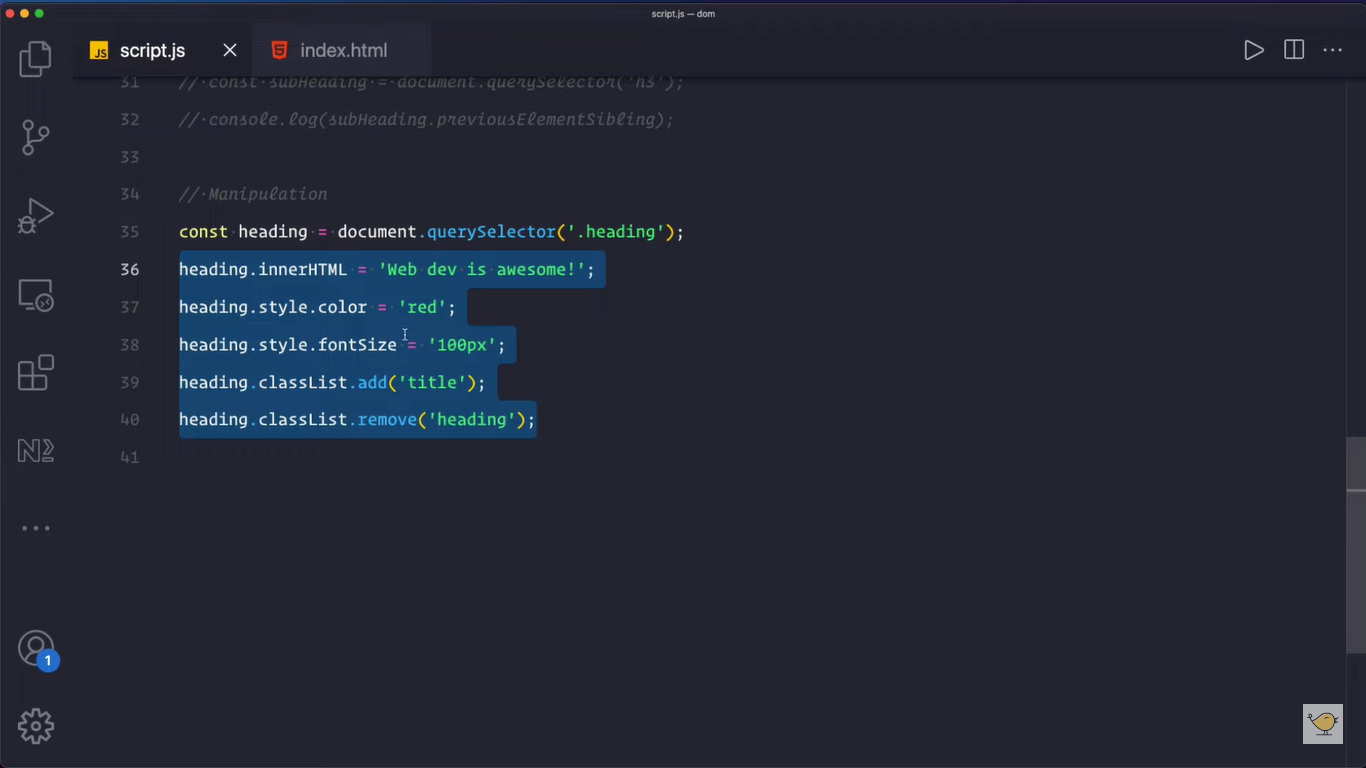 script.js — dom
script.js
index.html
31 // const subHeading = document.querySelector('h3');
32 // console.log(subHeading.previousElementSibling);
33
34 // Manipulation
35 const heading = document.querySelector('.heading');
36 heading.innerHTML = 'Web dev is awesome!';
37 heading.style.color = 'red';
38 heading.style.fontSize = '100px';
39 heading.classList.add('title');
40 heading.classList.remove('heading');
41
1